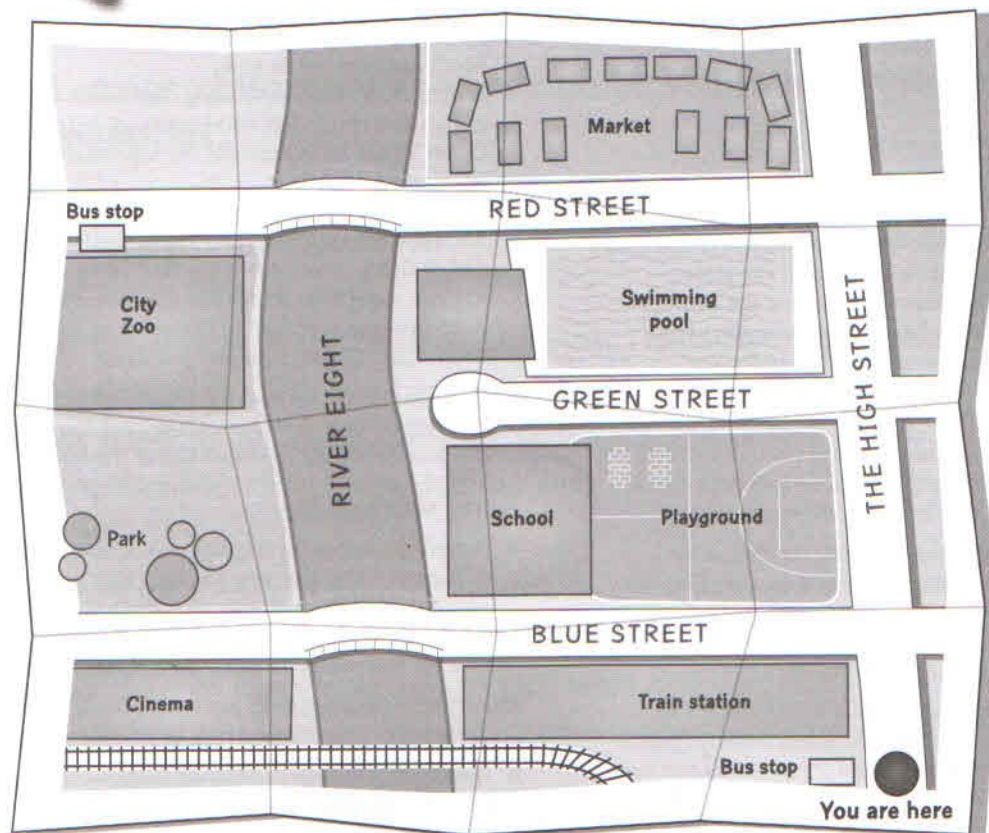 Market
RED STREET
Bus stop
City
Zoo
Swimming
pool
RIVER EIGHT
GREEN STREET
THE HIGH STREET
School
Playground
Park
BLUE STREET
Cinema
Train station
Bus stop
You are here